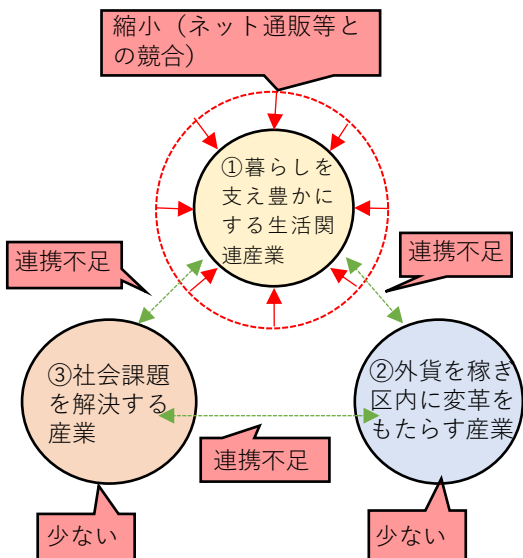 縮小（ネット通販等と
の競合）
①暮らしを
支え豊かに
する生活関
連産業
連携不足
連携不足
③社会課題
を解決する
産業
②外貨を稼ぎ
区内に変革を
もたらす産業
連携不足
少ない
少ない